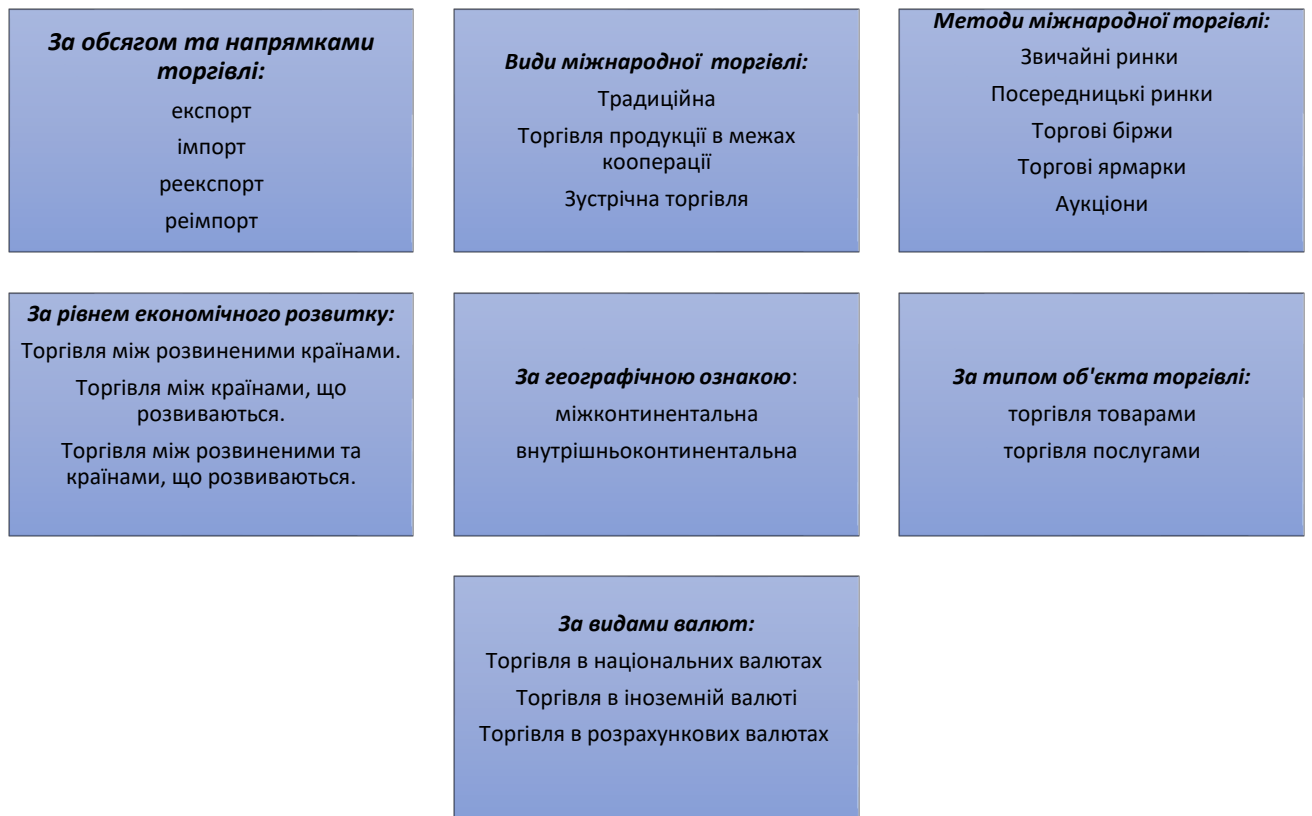 За обсягом та напрямками
торгівлі:
експорт
імпорт
реекспорт
реімпорт
Види міжнародної торгівлі:
Традиційна
Торгівля продукції в межах
кооперації
Зустрічна торгівля
Методи міжнародної торгівлі:
Звичайні ринки
Посередницькі ринки
Торгові біржи
Торгові ярмарки
Аукціони
За рівнем економічного розвитку:
Торгівля між розвиненими країнами.
Торгівля між країнами, що
розвиваються.
Торгівля між розвиненими та
країнами, що розвиваються.
За географічною ознакою:
міжконтинентальна
внутрішньоконтинентальна
За типом об'єкта торгівлі:
торгівля товарами
торгівля послугами
За видами валют:
Торгівля в національних валютах
Торгівля в іноземній валюті
Торгівля в розрахункових валютах